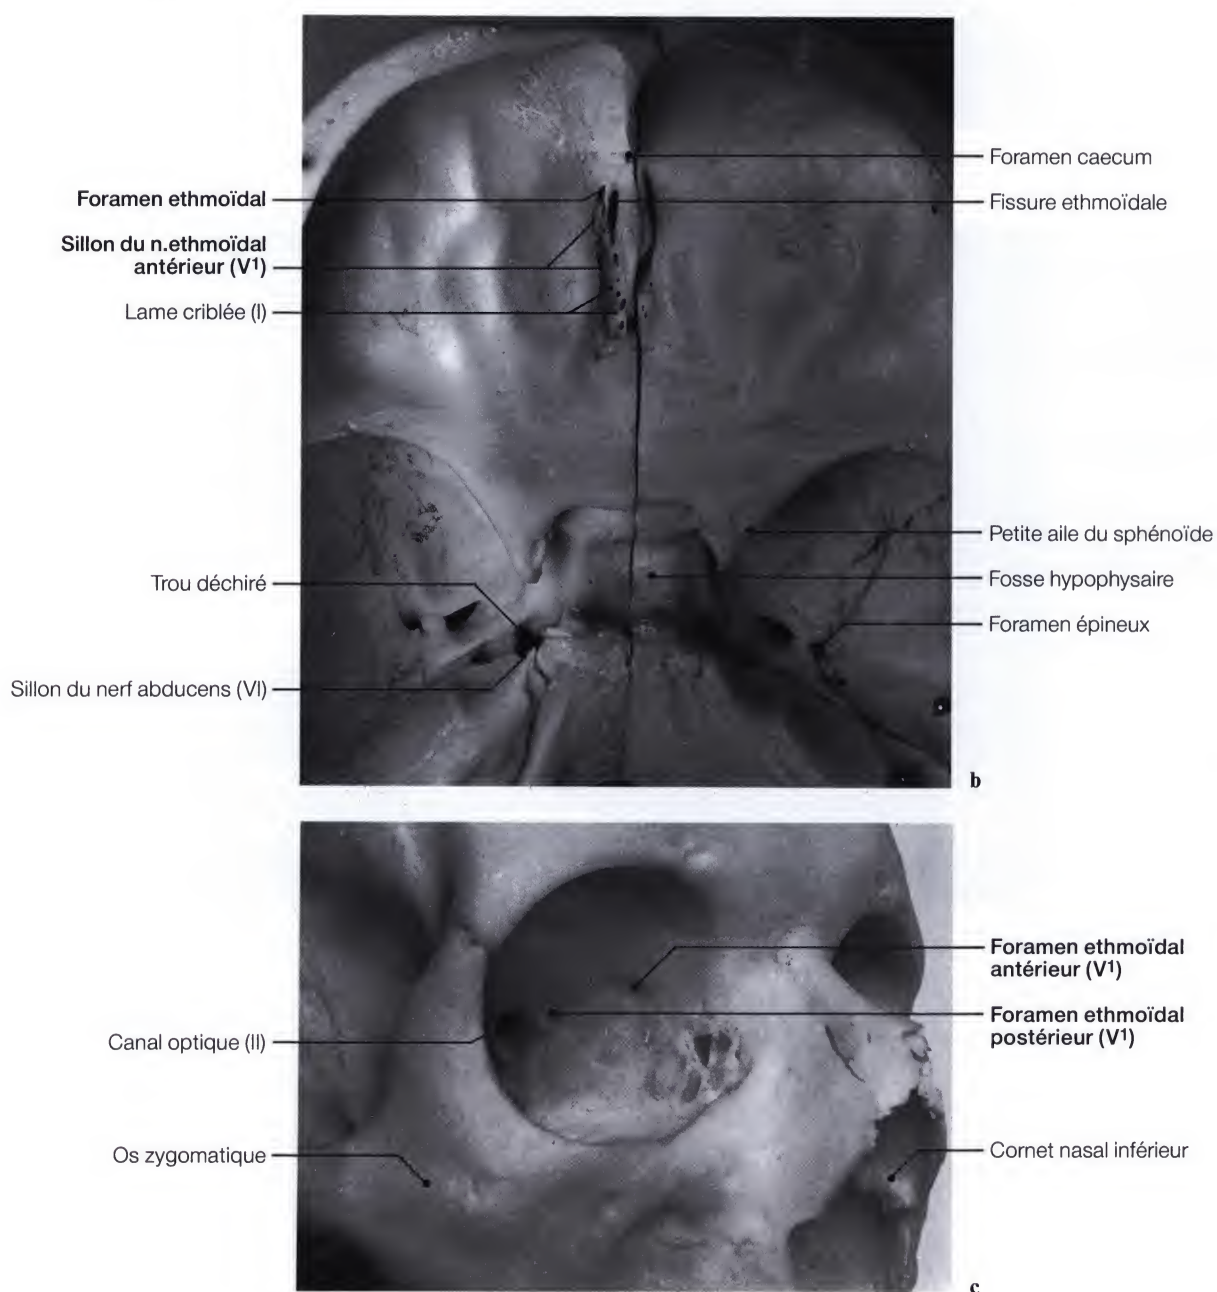 Foramen caecum
Foramen ethmoïdal
Fissure ethmoïdale
Sillon du n.ethmoïdal
antérieur (V1)
Lame criblée (I)
Petite aile du sphénoïde
Trou déchiré
Fosse hypophysaire
Foramen épineux
Sillon du nerf abducens (VI)
b
Foramen ethmoïdal
antérieur (V1)
Foramen ethmoïdal
postérieur (V1)
Canal optique (II)
Os zygomatique
Cornet nasal inférieur
c